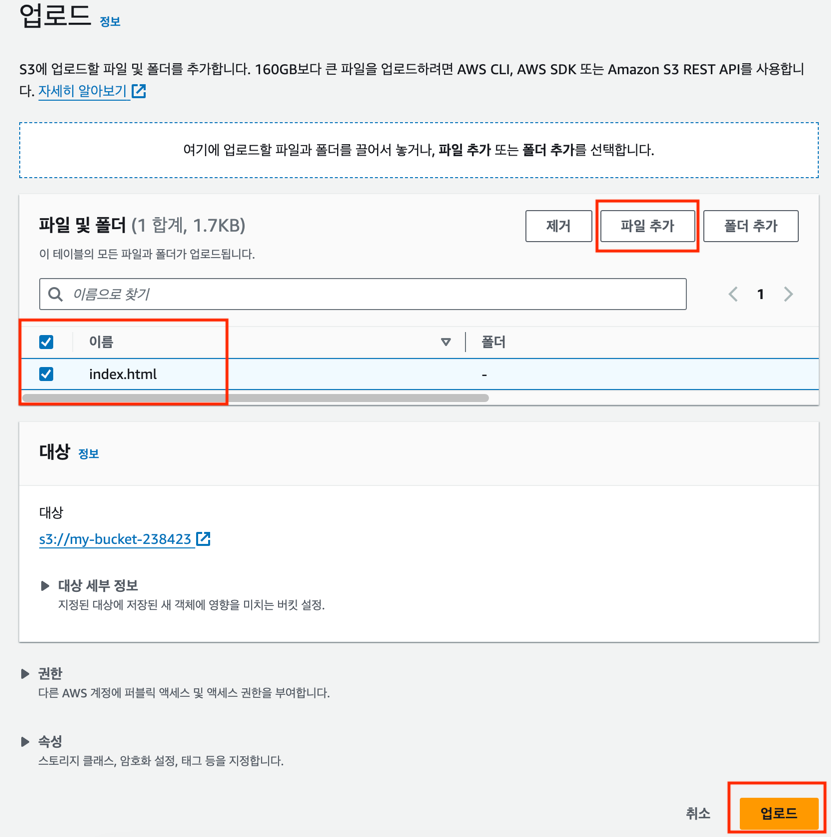 업로드 정보
S3에 업로드할 파일 및 폴더를 추가합니다. 160GB보다 큰 파일을 업로드하려면 AWS CLI, AWS SDK 또는 Amazon S3 REST API를 사용합니
다. 자세히 알아보기
여기에 업로드할 파일과 폴더를 끌어서 놓거나, 파일 추가 또는 폴더 추가를 선택합니다.
파일 및 폴더 (1 합계, 1.7KB) 제거 파일 추가 폴더 추가
이 테이블의 모든 파일과 폴더가 업로드됩니다.
이름으로 찾기 1
이름 폴더
index.html -
대상 정보
대상
s3://my-bucket-238423
대상 세부 정보
지정된 대상에 저장된 새 객체에 영향을 미치는 버킷 설정.
권한
다른 AWS 계정에 퍼블릭 액세스 및 액세스 권한을 부여합니다.
속성
스토리지 클래스, 암호화 설정, 태그 등을 지정합니다.
취소 업로드